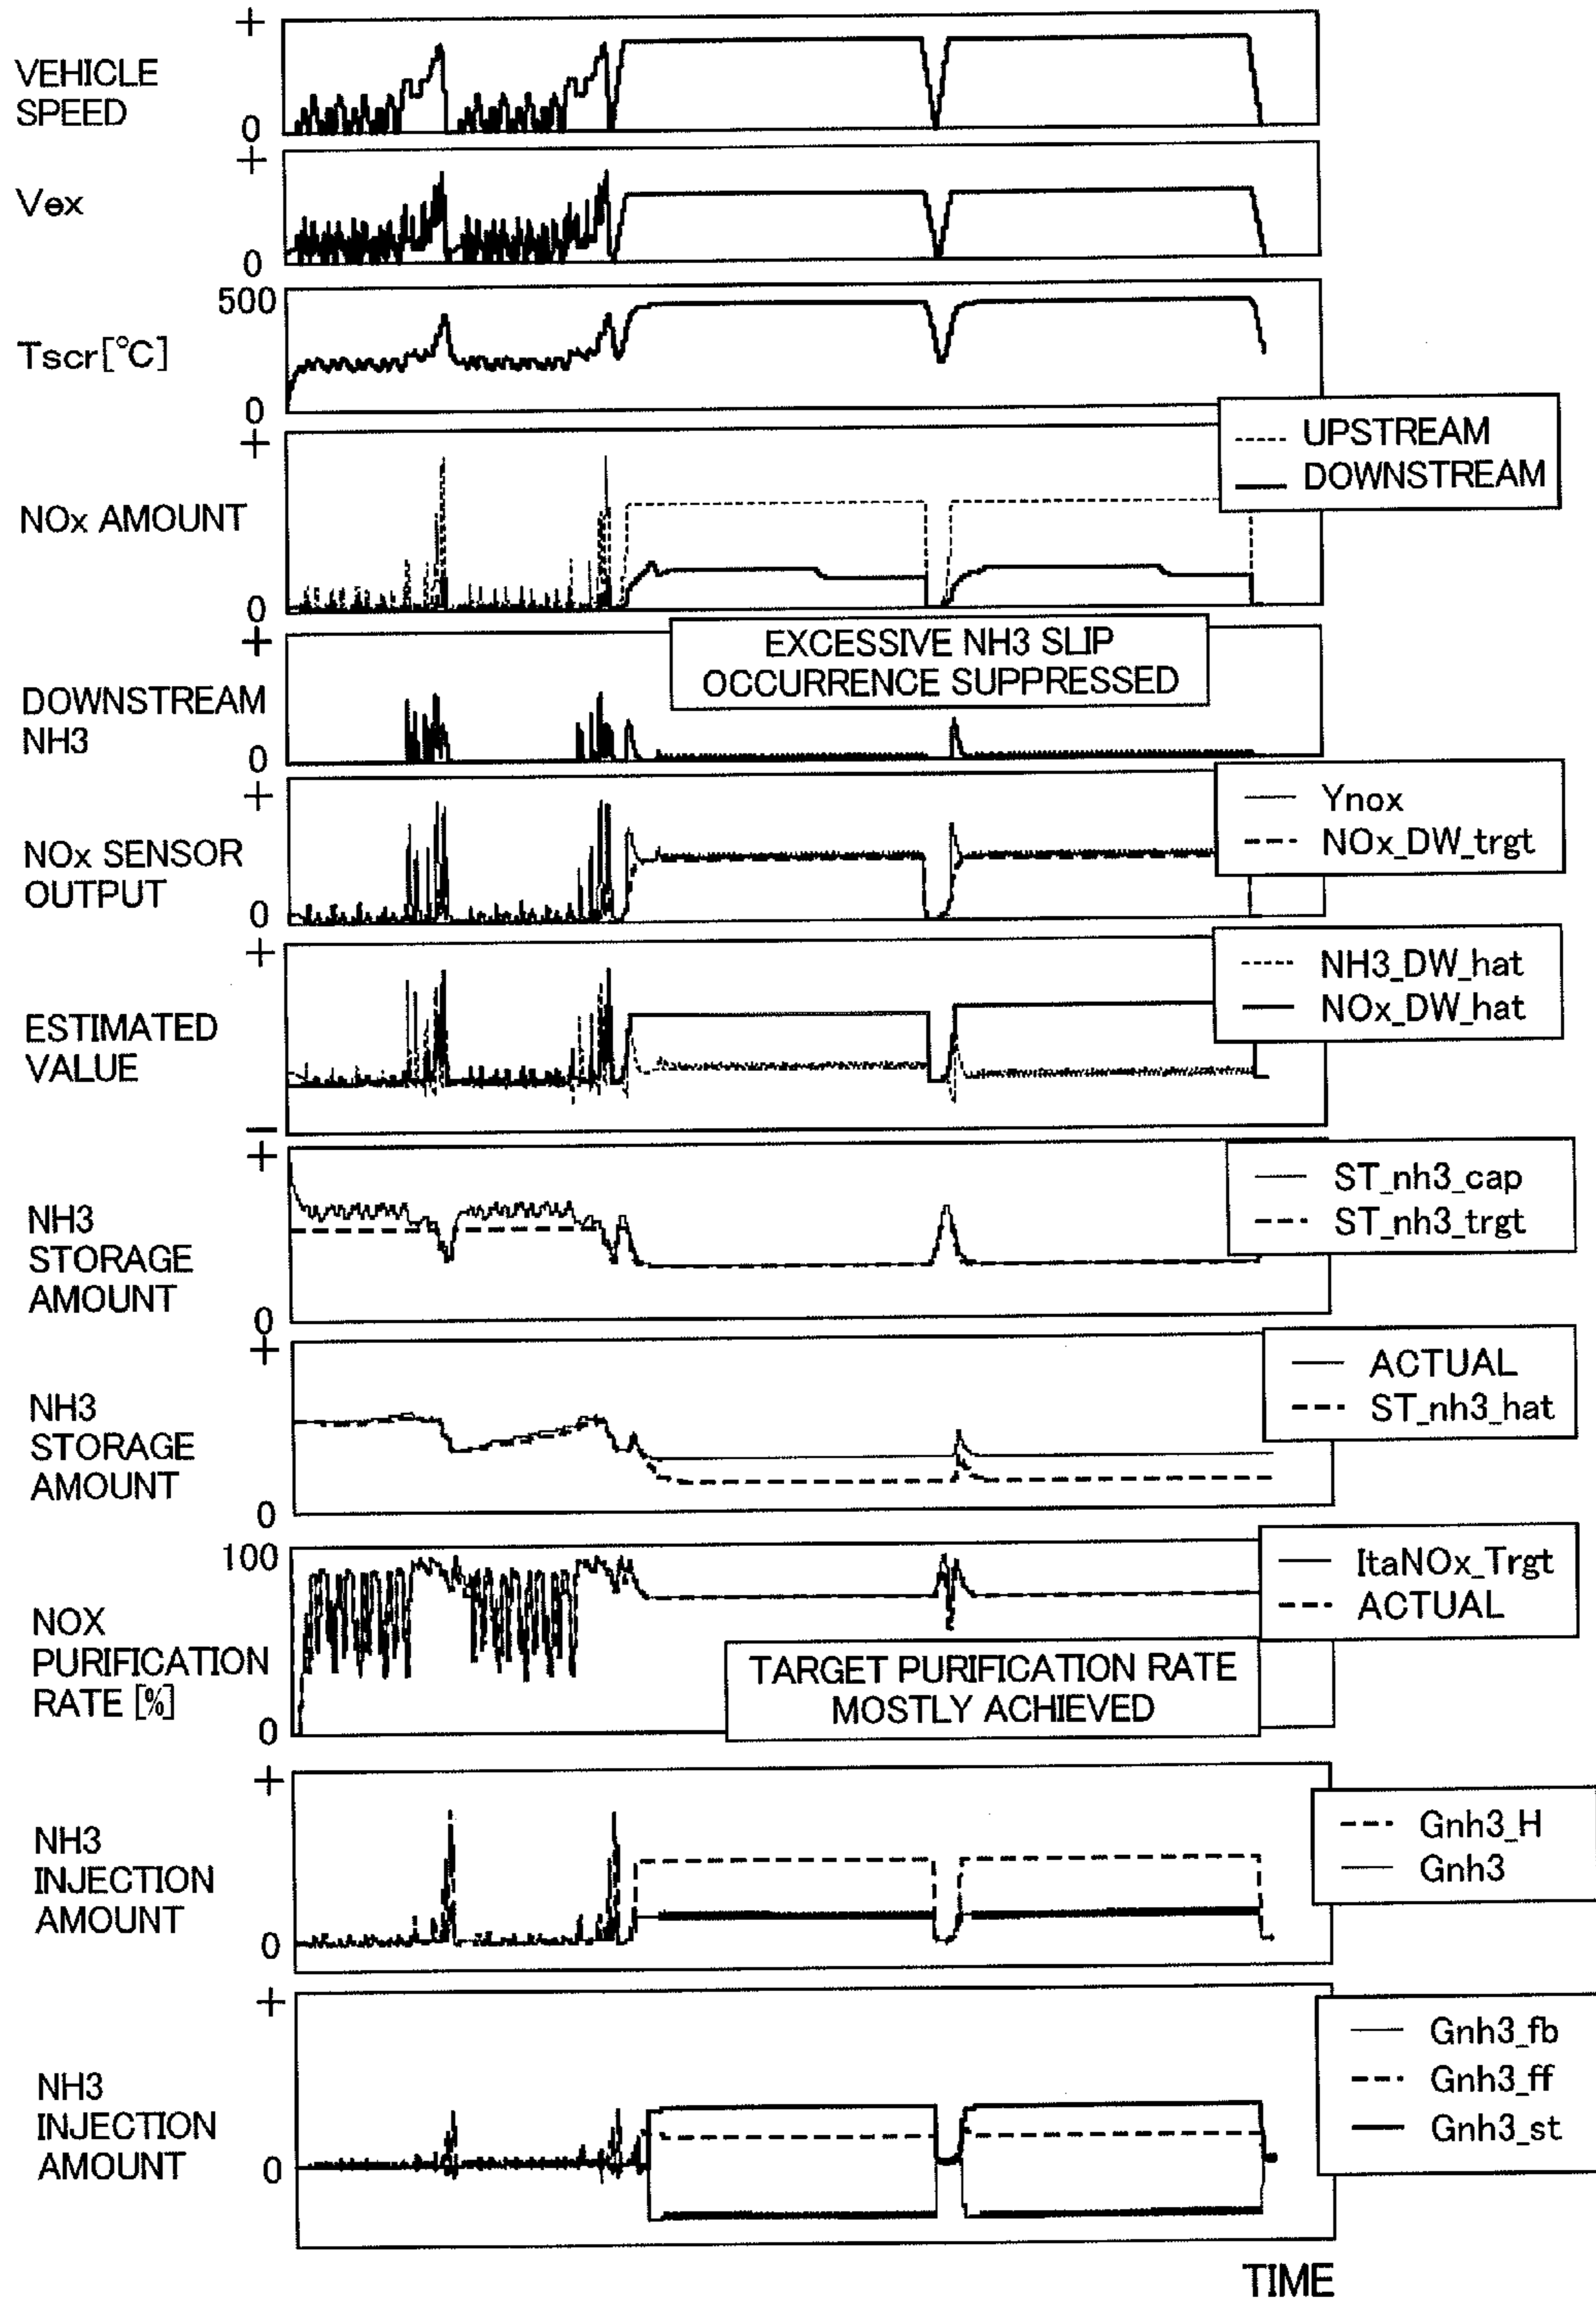 +
VEHICLE
SPEED
0
+
Vex
0
500
Tscr[℃]
0
+
UPSTREAM
DOWNSTREAM
NOx AMOUNT
0
+
EXCESSIVE NH3 SLIP
OCCURRENCE SUPPRESSED
DOWNSTREAM
NH3
0
+
Ynox
NOx_DW_trgt
NOx SENSOR
OUTPUT
0
+
NH3_DW_hat
NOx_DW_hat
ESTIMATED
VALUE
−
+
ST_nh3_cap
ST_nh3_trgt
NH3
STORAGE
AMOUNT
0
+
ACTUAL
ST_nh3_hat
NH3
STORAGE
AMOUNT
0
100
ItaNOx_Trgt
ACTUAL
NOX
PURIFICATION
RATE [%]
TARGET PURIFICATION RATE
MOSTLY ACHIEVED
0
+
Gnh3_H
Gnh3
NH3
INJECTION
AMOUNT
0
+
Gnh3_fb
Gnh3_ff
Gnh3_st
NH3
INJECTION
AMOUNT
0
TIME